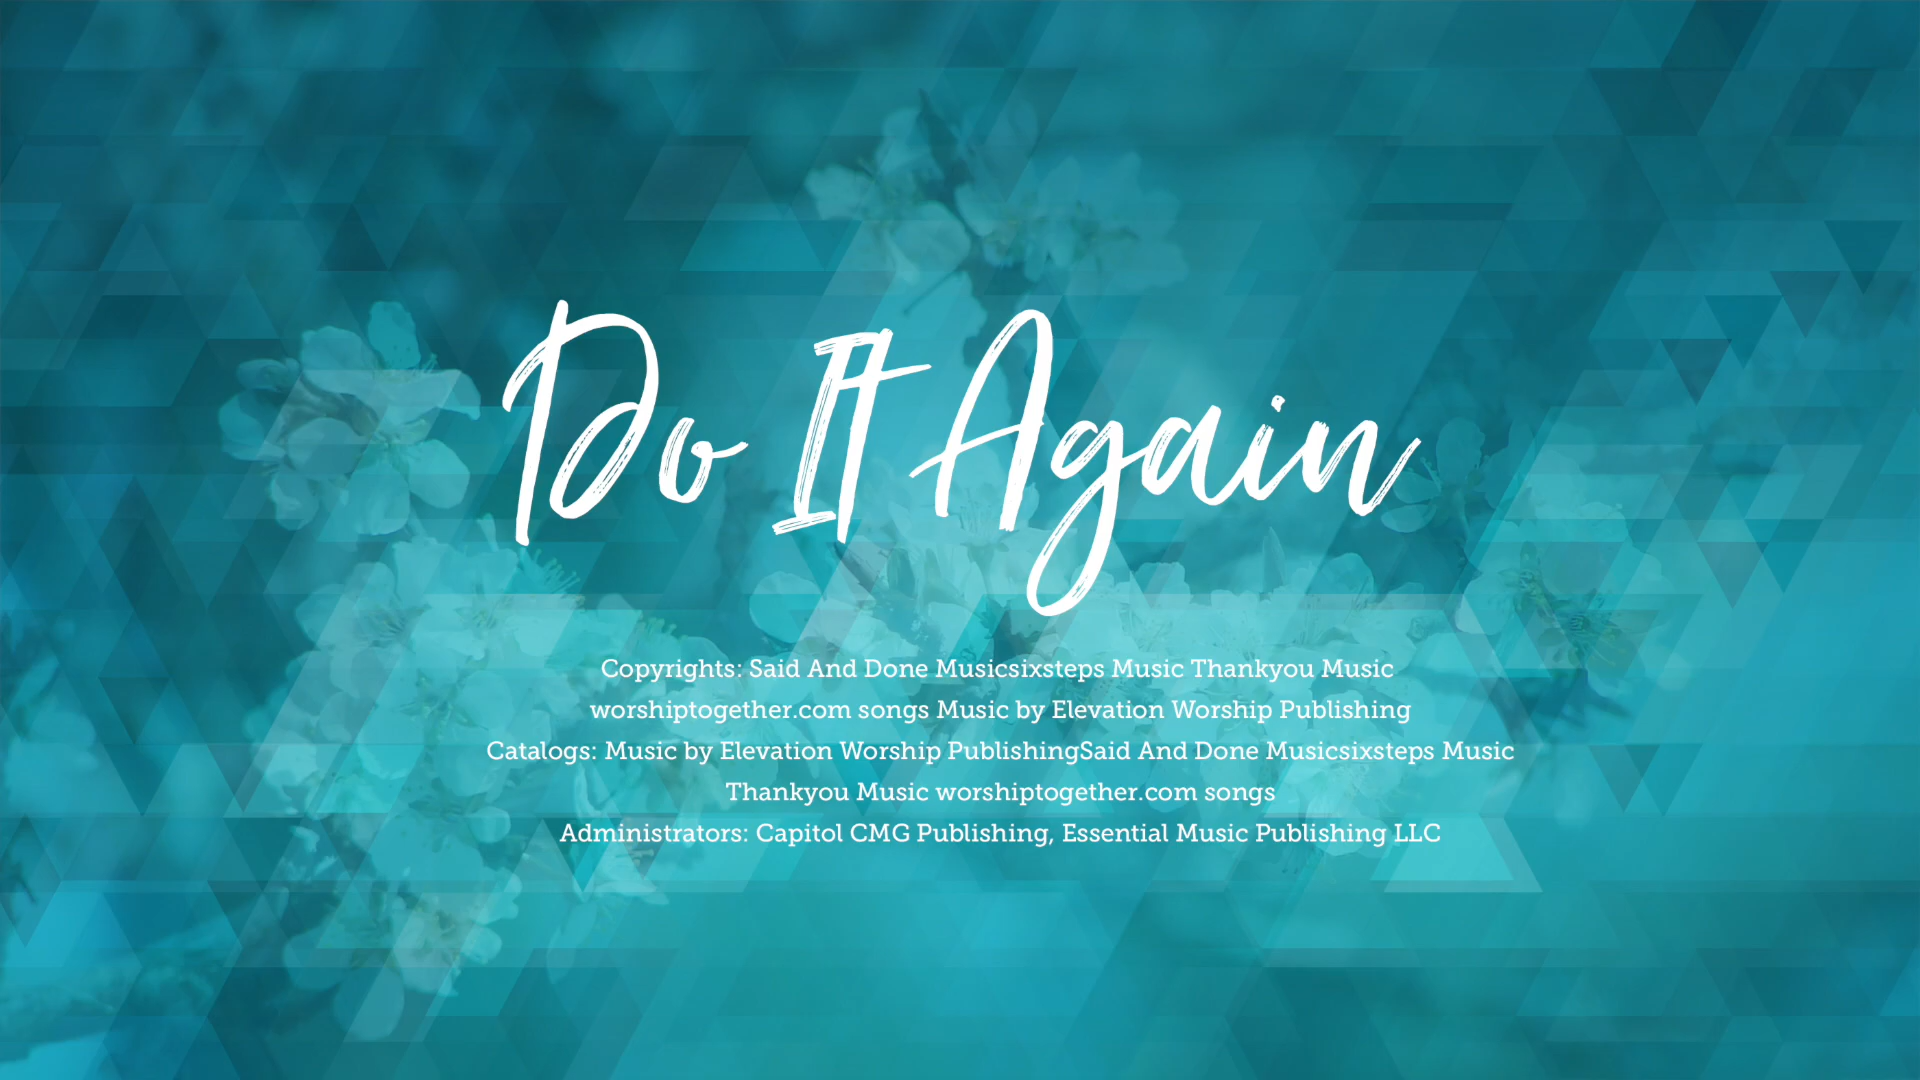 Do It Again
Copyrights: Said And Done Musicsixsteps Music Thankyou Music
worshiptogether.com songs Music by Elevation Worship Publishing
Catalogs: Music by Elevation Worship PublishingSaid And Done Musicsixsteps Music
Thankyou Music worshiptogether.com songs
Administrators: Capitol CMG Publishing, Essential Music Publishing LLC